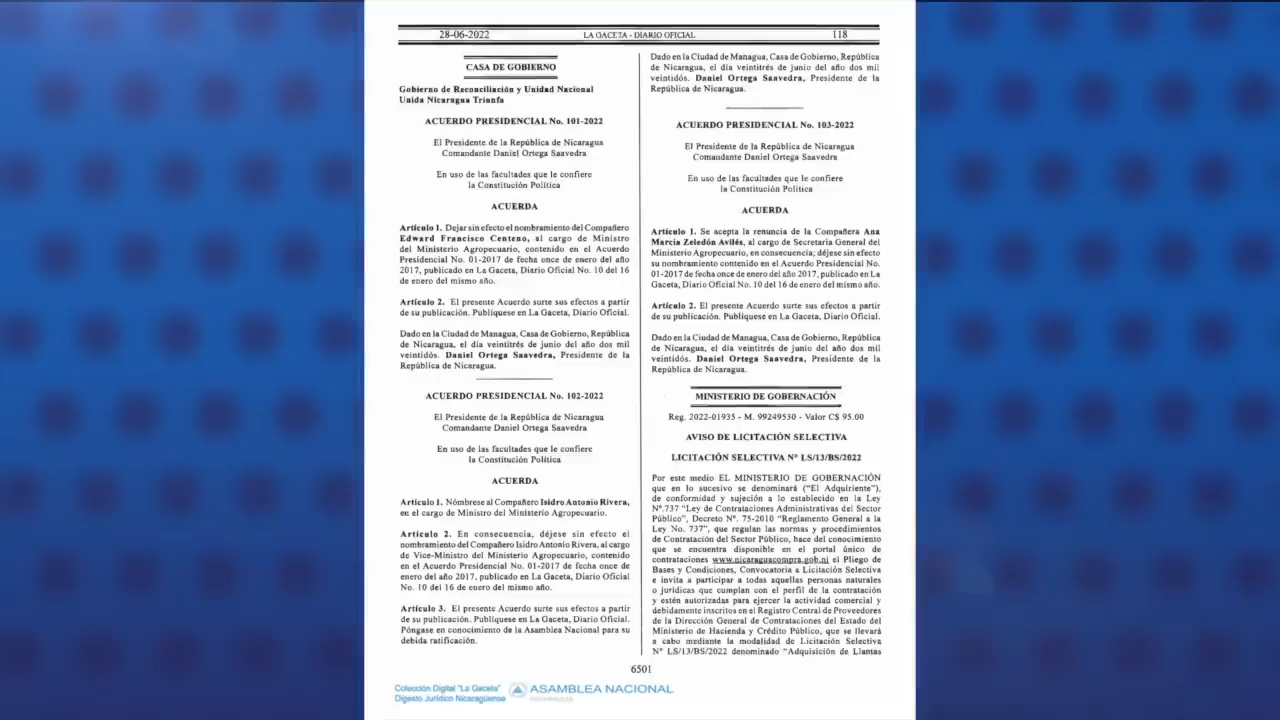 28-06-2022 LA GACETA - DIARIO OFICIAL 118
CASA DE GOBIERNO
Gobierno de Reconciliación y Unidad Nacional
Unida Nicaragua Triunfa
ACUERDO PRESIDENCIAL No. 101-2022
El Presidente de la República de Nicaragua
Comandante Daniel Ortega Saavedra
En uso de las facultades que le confiere
la Constitución Política
ACUERDA
Artículo 1. Dejar sin efecto el nombramiento del Compañero
Edward Francisco Centeno, al cargo de Ministro
del Ministerio Agropecuario, contenido en el Acuerdo
Presidencial No. 01-2017 de fecha once de enero del año
2017, publicado en La Gaceta, Diario Oficial No. 10 del 16
de enero del mismo año.
Artículo 2. El presente Acuerdo surte sus efectos a partir
de su publicación. Publíquese en La Gaceta, Diario Oficial.
Dado en la Ciudad de Managua, Casa de Gobierno, República
de Nicaragua, el día veintitrés de junio del año dos mil
veintidós. Daniel Ortega Saavedra, Presidente de la
República de Nicaragua.
ACUERDO PRESIDENCIAL No. 102-2022
El Presidente de la República de Nicaragua
Comandante Daniel Ortega Saavedra
En uso de las facultades que le confiere
la Constitución Política
ACUERDA
Artículo 1. Nómbrese al Compañero Isidro Antonio Rivera,
en el cargo de Ministro del Ministerio Agropecuario.
Artículo 2. En consecuencia, déjese sin efecto el
nombramiento del Compañero Isidro Antonio Rivera, al cargo
de Vice-Ministro del Ministerio Agropecuario, contenido
en el Acuerdo Presidencial No. 01-2017 de fecha once de
enero del año 2017, publicado en La Gaceta, Diario Oficial
No. 10 del 16 de enero del mismo año.
Artículo 3. El presente Acuerdo surte sus efectos a partir
de su publicación. Publíquese en La Gaceta, Diario Oficial.
Póngase en conocimiento de la Asamblea Nacional para su
debida ratificación.
Dado en la Ciudad de Managua, Casa de Gobierno, República
de Nicaragua, el día veintitrés de junio del año dos mil
veintidós. Daniel Ortega Saavedra, Presidente de la
República de Nicaragua.
ACUERDO PRESIDENCIAL No. 103-2022
El Presidente de la República de Nicaragua
Comandante Daniel Ortega Saavedra
En uso de las facultades que le confiere
la Constitución Política
ACUERDA
Artículo 1. Se acepta la renuncia de la Compañera Ana
Marcia Zeledón Avilés, al cargo de Secretaria General del
Ministerio Agropecuario, en consecuencia; déjese sin efecto
su nombramiento contenido en el Acuerdo Presidencial No.
01-2017 de fecha once de enero del año 2017, publicado en La
Gaceta, Diario Oficial No. 10 del 16 de enero del mismo año.
Artículo 2. El presente Acuerdo surte sus efectos a partir
de su publicación. Publíquese en La Gaceta, Diario Oficial.
Dado en la Ciudad de Managua, Casa de Gobierno, República
de Nicaragua, el día veintitrés de junio del año dos mil
veintidós. Daniel Ortega Saavedra, Presidente de la
República de Nicaragua.
MINISTERIO DE GOBERNACIÓN
Reg. 2022-01935 - M. 99249530 - Valor C$ 95.00
AVISO DE LICITACIÓN SELECTIVA
LICITACIÓN SELECTIVA N° LS/13/BS/2022
Por este medio EL MINISTERIO DE GOBERNACIÓN
que en lo sucesivo se denominará ("El Adquiriente"),
de conformidad y sujeción a lo establecido en la Ley
N°.737 "Ley de Contrataciones Administrativas del Sector
Público", Decreto N°. 75-2010 "Reglamento General a la
Ley No. 737", que regulan las normas y procedimientos
de Contratación del Sector Público, hace del conocimiento
que se encuentra disponible en el portal único de
contrataciones www.nicaraguacompra.gob.ni el Pliego de
Bases y Condiciones, Convocatoria a Licitación Selectiva
e invita a participar a todas aquellas personas naturales
o jurídicas que cumplan con el perfil de la contratación
y estén autorizadas para ejercer la actividad comercial y
debidamente inscritos en el Registro Central de Proveedores
de la Dirección General de Contrataciones del Estado del
Ministerio de Hacienda y Crédito Público, que se llevará
a cabo mediante la modalidad de Licitación Selectiva
N° LS/13/BS/2022 denominado "Adquisición de Llantas
6501
Colección Digital "La Gaceta"
Digesto Jurídico Nicaragüense
ASAMBLEA NACIONAL